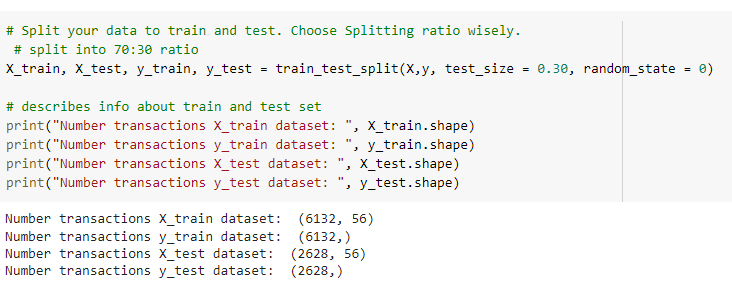 # Split your data to train and test. Choose Splitting ratio wisely.
# split into 70:30 ratio
X_train, X_test, y_train, y_test = train_test_split(X,y, test_size = 0.30, random_state = 0)
# describes info about train and test set
print("Number transactions X_train dataset: ", X_train.shape)
print("Number transactions y_train dataset: ", y_train.shape)
print("Number transactions X_test dataset: ", X_test.shape)
print("Number transactions y_test dataset: ", y_test.shape)
Number transactions X_train dataset:  (6132, 56)
Number transactions y_train dataset:  (6132,)
Number transactions X_test dataset:  (2628, 56)
Number transactions y_test dataset:  (2628,)